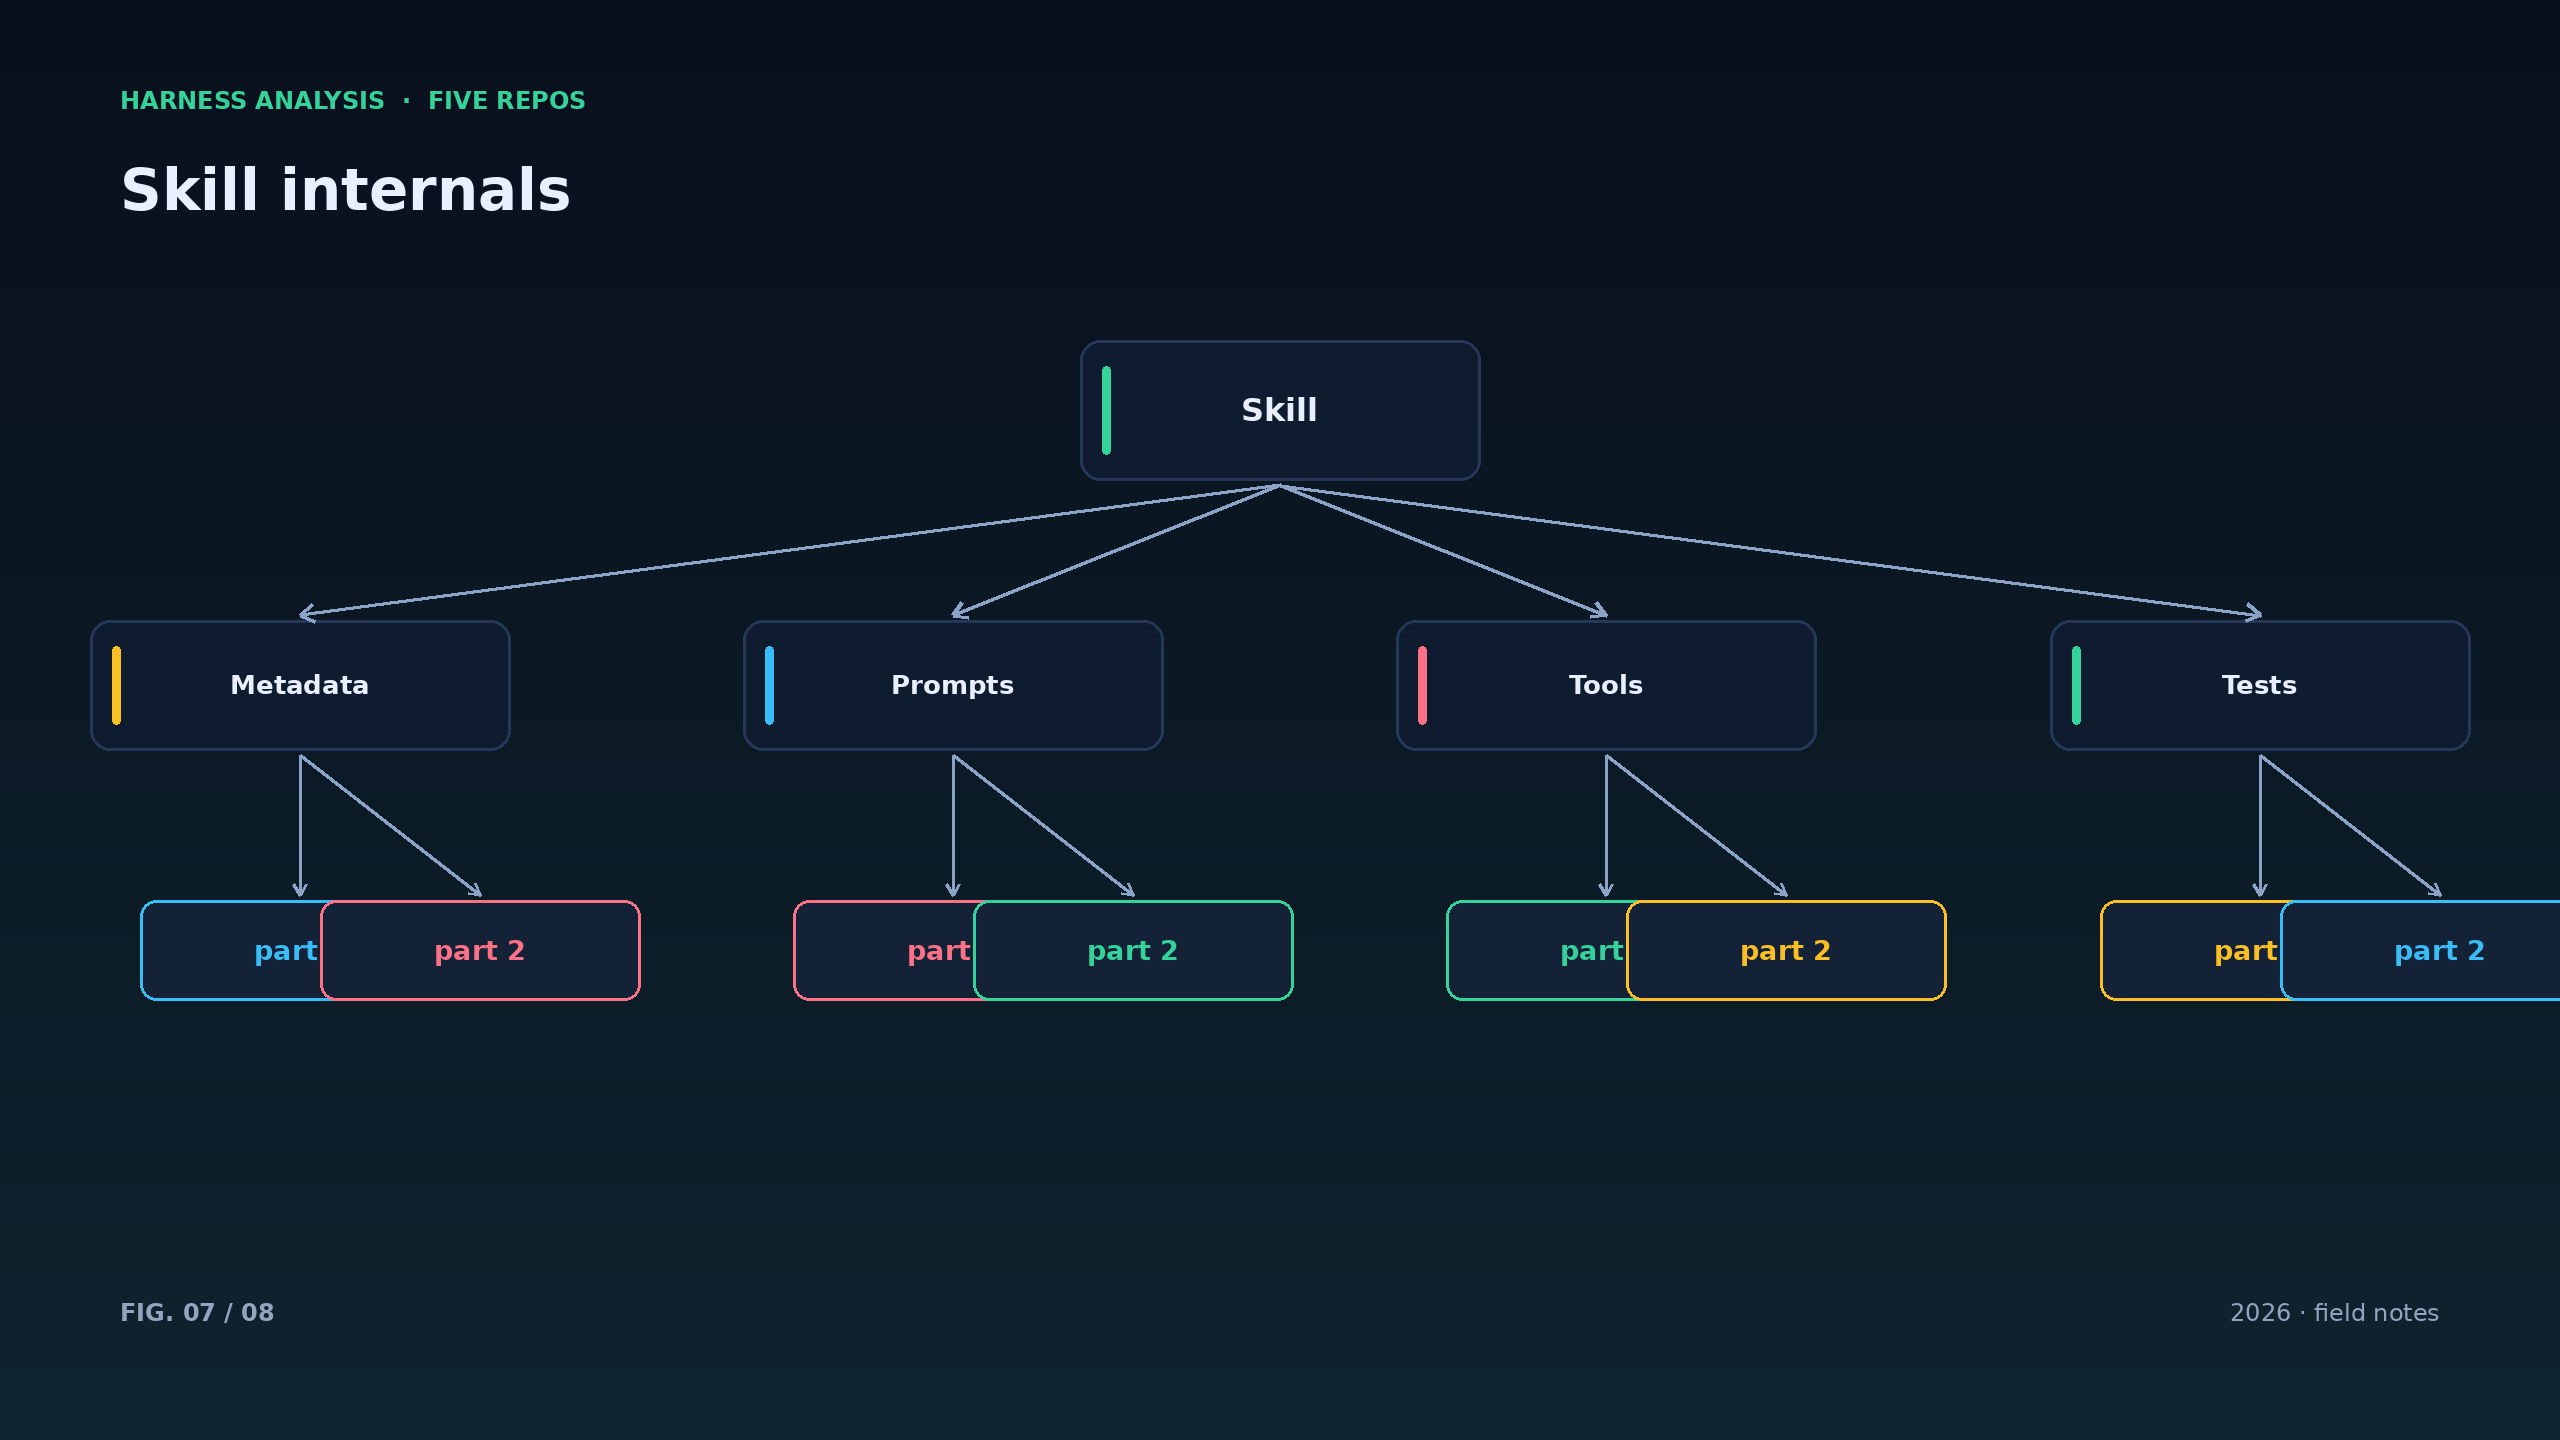 HARNESS ANALYSIS · FIVE REPOS
Skill internals
Skill
Metadata
Prompts
Tools
Tests
part
part 2
part
part 2
part
part 2
part
part 2
FIG. 07 / 08
2026 · field notes